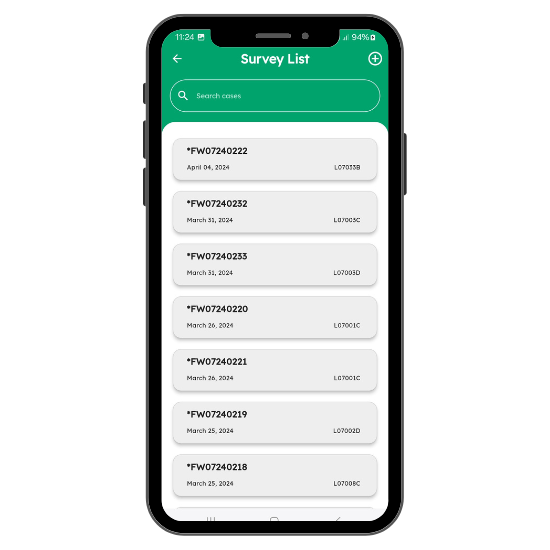 11:24 94%
Survey List
Search cases
*FW07240222
April 04, 2024 L07033B
*FW07240232
March 31, 2024 L07003C
*FW07240233
March 31, 2024 L07003D
*FW07240220
March 26, 2024 L07001C
*FW07240221
March 26, 2024 L07001C
*FW07240219
March 25, 2024 L07002D
*FW07240218
March 25, 2024 L07008C